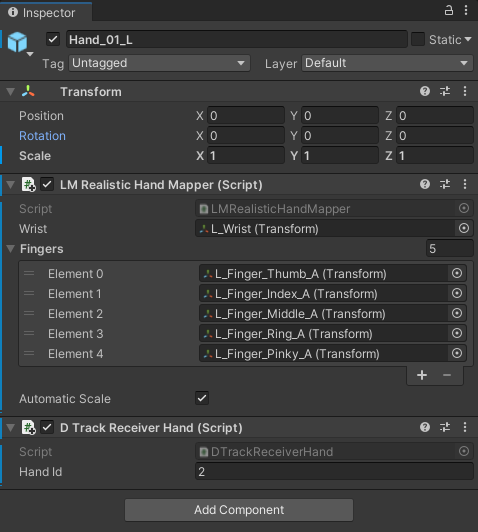 Inspector
Hand_01_L Static
Tag Untagged Layer Default
Transform
Position X 0 Y 0 Z 0
Rotation X 0 Y 0 Z 0
Scale X 1 Y 1 Z 1
LM Realistic Hand Mapper (Script)
Script LMRealisticHandMapper
Wrist L_Wrist (Transform)
Fingers 5
Element 0 L_Finger_Thumb_A (Transform)
Element 1 L_Finger_Index_A (Transform)
Element 2 L_Finger_Middle_A (Transform)
Element 3 L_Finger_Ring_A (Transform)
Element 4 L_Finger_Pinky_A (Transform)
+ −
Automatic Scale
D Track Receiver Hand (Script)
Script DTrackReceiverHand
Hand Id 2
Add Component